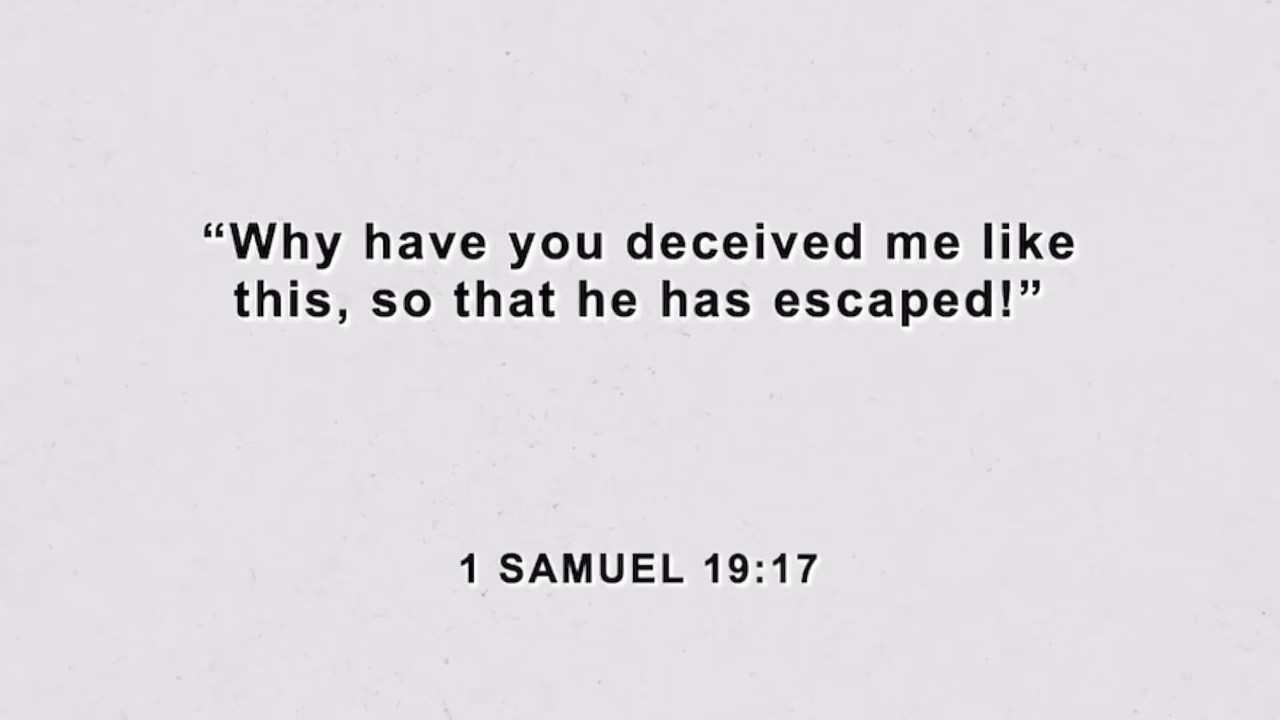 “Why have you deceived me like
this, so that he has escaped!”
1 SAMUEL 19:17